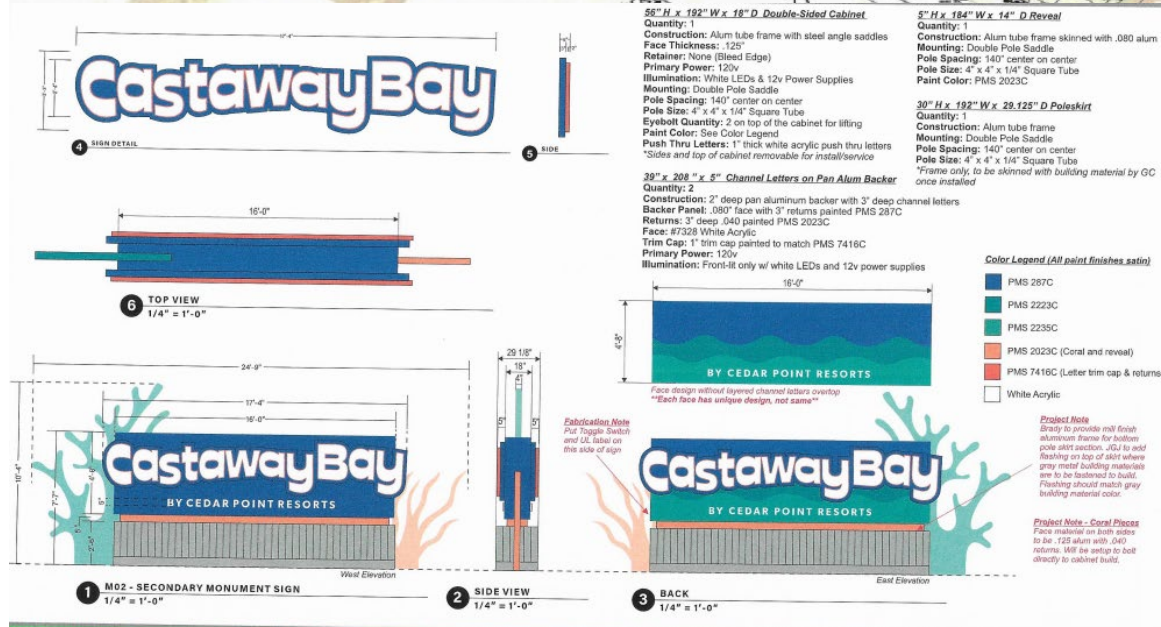 56" H x 192" W x 18" D Double-Sided Cabinet
Quantity: 1
Construction: Alum tube frame with steel angle saddles
Face Thickness: .125"
Retainer: None (Bleed Edge)
Primary Power: 120v
Illumination: White LEDs & 12v Power Supplies
Mounting: Double Pole Saddle
Pole Spacing: 140" center on center
Pole Size: 4" x 4" x 1/4" Square Tube
Eyebolt Quantity: 2 on top of the cabinet for lifting
Paint Color: See Color Legend
Push Thru Letters: 1" thick white acrylic push thru letters
*Sides and top of cabinet removable for install/service
5" H x 184" W x 14" D Reveal
Quantity: 1
Construction: Alum tube frame skinned with .080 alum
Mounting: Double Pole Saddle
Pole Spacing: 140" center on center
Pole Size: 4" x 4" x 1/4" Square Tube
Paint Color: PMS 2023C
30" H x 192" W x 29.125" D Poleskirt
Quantity: 1
Construction: Alum tube frame
Mounting: Double Pole Saddle
Pole Spacing: 140" center on center
Pole Size: 4" x 4" x 1/4" Square Tube
*Frame only, to be skinned with building material by GC
once installed
39" x 208 " x 5" Channel Letters on Pan Alum Backer
Quantity: 2
Construction: 2" deep pan aluminum backer with 3" deep channel letters
Backer Panel: .080" face with 3" returns painted PMS 287C
Returns: 3" deep .040 painted PMS 2023C
Face: #7328 White Acrylic
Trim Cap: 1" trim cap painted to match PMS 7416C
Primary Power: 120v
Illumination: Front-lit only w/ white LEDs and 12v power supplies
CastawayBay
4 SIGN DETAIL
5 SIDE
16'-0"
6 TOP VIEW
1/4" = 1'-0"
Color Legend (All paint finishes satin)
PMS 287C
PMS 2223C
PMS 2235C
PMS 2023C (Coral and reveal)
PMS 7416C (Letter trim cap & returns
White Acrylic
16'-0"
4'-8"
BY CEDAR POINT RESORTS
Face design without layered channel letters overtop
**Each face has unique design, not same**
24'-9"
17'-4"
16'-0"
10'-4"
7'-7"
5"
2'-6"
CastawayBay
BY CEDAR POINT RESORTS
West Elevation
1 M02 - SECONDARY MONUMENT SIGN
1/4" = 1'-0"
29 1/8"
18"
4"
5"
5"
2 SIDE VIEW
1/4" = 1'-0"
Fabrication Note
Put Toggle Switch
and UL label on
this side of sign
CastawayBay
BY CEDAR POINT RESORTS
East Elevation
3 BACK
1/4" = 1'-0"
Project Note
Brady to provide mill finish
aluminum frame for bottom
pole skirt section. JGJ to add
flashing on top of skirt where
gray metal building materials
are to be fastened to build.
Flashing should match gray
building material color.
Project Note - Coral Pieces
Face material on both sides
to be .125 alum with .040
returns. Will be setup to bolt
directly to cabinet build.